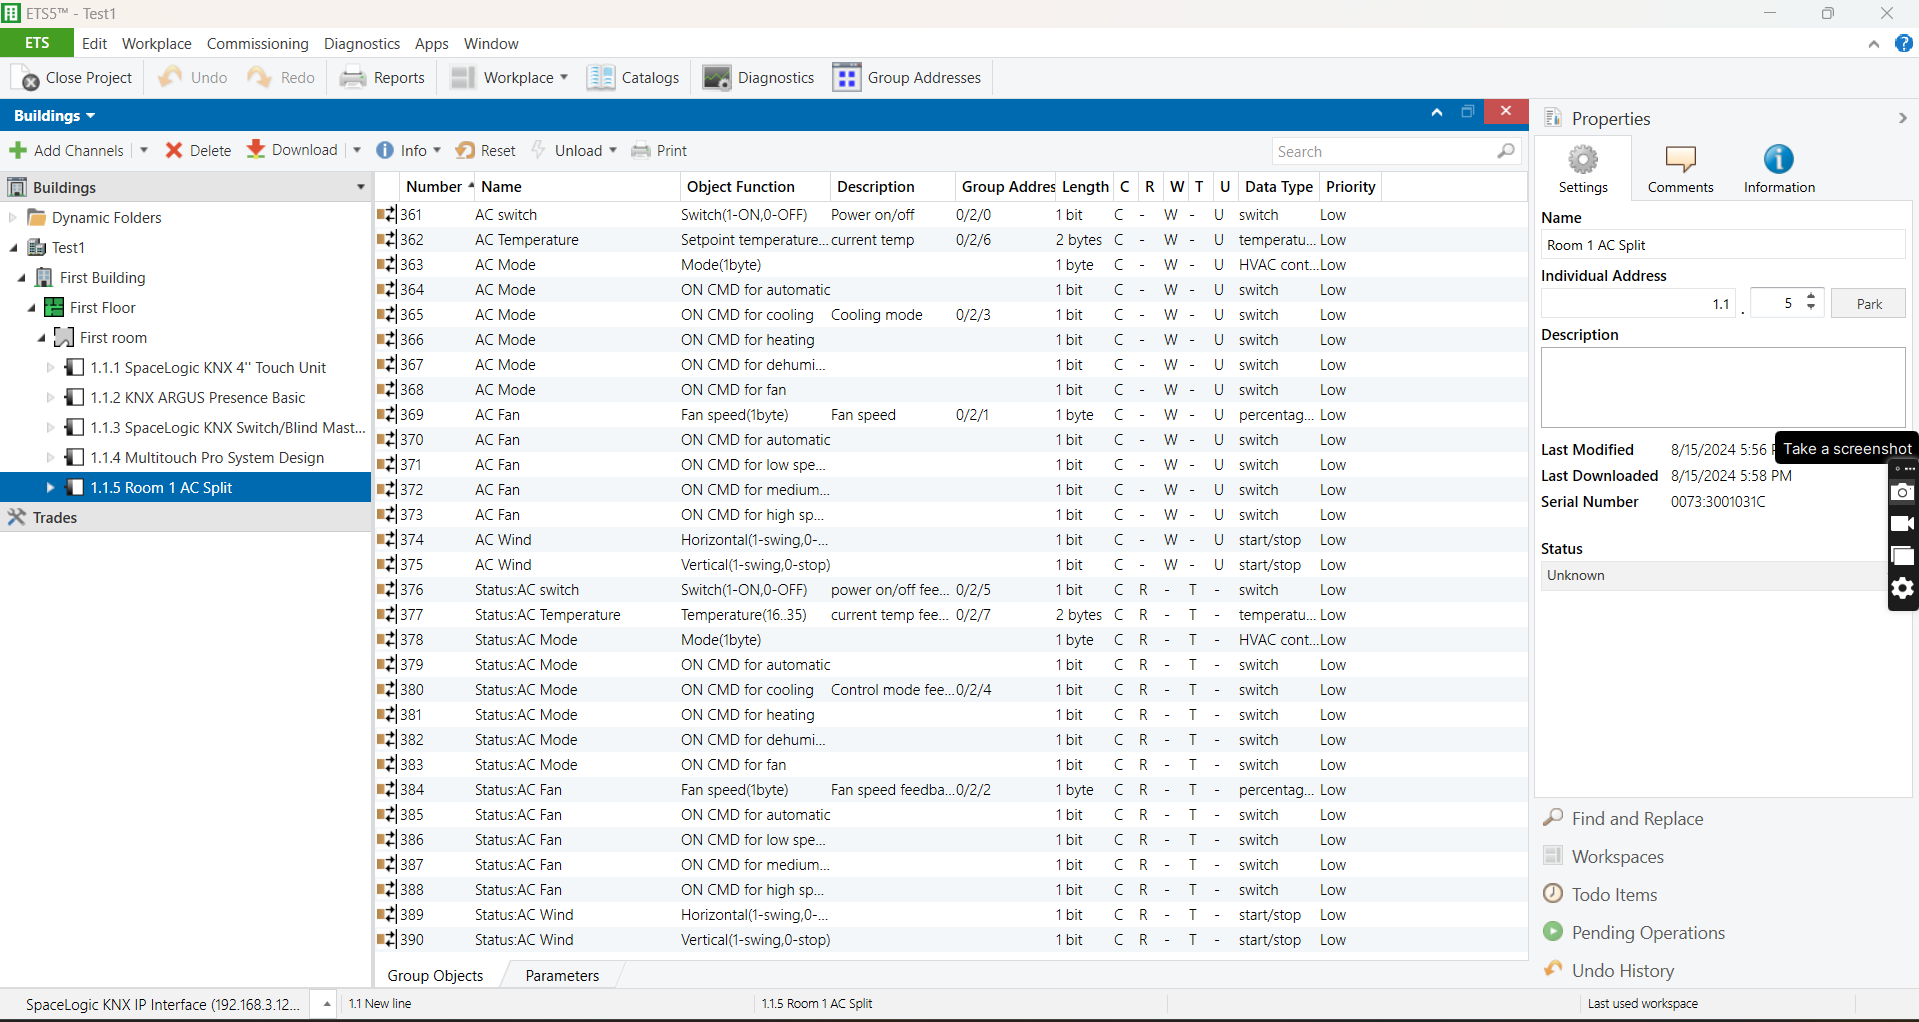 ETS5™ - Test1
ETS Edit Workplace Commissioning Diagnostics Apps Window
Close Project Undo Redo Reports Workplace Catalogs Diagnostics Group Addresses
Buildings
Add Channels Delete Download Info Reset Unload Print Search
Buildings
Dynamic Folders
Test1
First Building
First Floor
First room
1.1.1 SpaceLogic KNX 4" Touch Unit
1.1.2 KNX ARGUS Presence Basic
1.1.3 SpaceLogic KNX Switch/Blind Mast...
1.1.4 Multitouch Pro System Design
1.1.5 Room 1 AC Split
Trades
Number Name Object Function Description Group Addres Length C R W T U Data Type Priority
361 AC switch Switch(1-ON,0-OFF) Power on/off 0/2/0 1 bit C - W - U switch Low
362 AC Temperature Setpoint temperature... current temp 0/2/6 2 bytes C - W - U temperatu... Low
363 AC Mode Mode(1byte) 1 byte C - W - U HVAC cont... Low
364 AC Mode ON CMD for automatic 1 bit C - W - U switch Low
365 AC Mode ON CMD for cooling Cooling mode 0/2/3 1 bit C - W - U switch Low
366 AC Mode ON CMD for heating 1 bit C - W - U switch Low
367 AC Mode ON CMD for dehumi... 1 bit C - W - U switch Low
368 AC Mode ON CMD for fan 1 bit C - W - U switch Low
369 AC Fan Fan speed(1byte) Fan speed 0/2/1 1 byte C - W - U percentag... Low
370 AC Fan ON CMD for automatic 1 bit C - W - U switch Low
371 AC Fan ON CMD for low spe... 1 bit C - W - U switch Low
372 AC Fan ON CMD for medium... 1 bit C - W - U switch Low
373 AC Fan ON CMD for high sp... 1 bit C - W - U switch Low
374 AC Wind Horizontal(1-swing,0-... 1 bit C - W - U start/stop Low
375 AC Wind Vertical(1-swing,0-stop) 1 bit C - W - U start/stop Low
376 Status:AC switch Switch(1-ON,0-OFF) power on/off fee... 0/2/5 1 bit C R - T - switch Low
377 Status:AC Temperature Temperature(16..35) current temp fee... 0/2/7 2 bytes C R - T - temperatu... Low
378 Status:AC Mode Mode(1byte) 1 byte C R - T - HVAC cont... Low
379 Status:AC Mode ON CMD for automatic 1 bit C R - T - switch Low
380 Status:AC Mode ON CMD for cooling Control mode fee... 0/2/4 1 bit C R - T - switch Low
381 Status:AC Mode ON CMD for heating 1 bit C R - T - switch Low
382 Status:AC Mode ON CMD for dehumi... 1 bit C R - T - switch Low
383 Status:AC Mode ON CMD for fan 1 bit C R - T - switch Low
384 Status:AC Fan Fan speed(1byte) Fan speed feedba... 0/2/2 1 byte C R - T - percentag... Low
385 Status:AC Fan ON CMD for automatic 1 bit C R - T - switch Low
386 Status:AC Fan ON CMD for low spe... 1 bit C R - T - switch Low
387 Status:AC Fan ON CMD for medium... 1 bit C R - T - switch Low
388 Status:AC Fan ON CMD for high sp... 1 bit C R - T - switch Low
389 Status:AC Wind Horizontal(1-swing,0-... 1 bit C R - T - start/stop Low
390 Status:AC Wind Vertical(1-swing,0-stop) 1 bit C R - T - start/stop Low
Group Objects Parameters
Properties
Settings Comments Information
Name
Room 1 AC Split
Individual Address
1.1 . 5 Park
Description
Last Modified 8/15/2024 5:56
Take a screenshot
Last Downloaded 8/15/2024 5:58 PM
Serial Number 0073:3001031C
Status
Unknown
Find and Replace
Workspaces
Todo Items
Pending Operations
Undo History
SpaceLogic KNX IP Interface (192.168.3.12... 1.1 New line 1.1.5 Room 1 AC Split Last used workspace